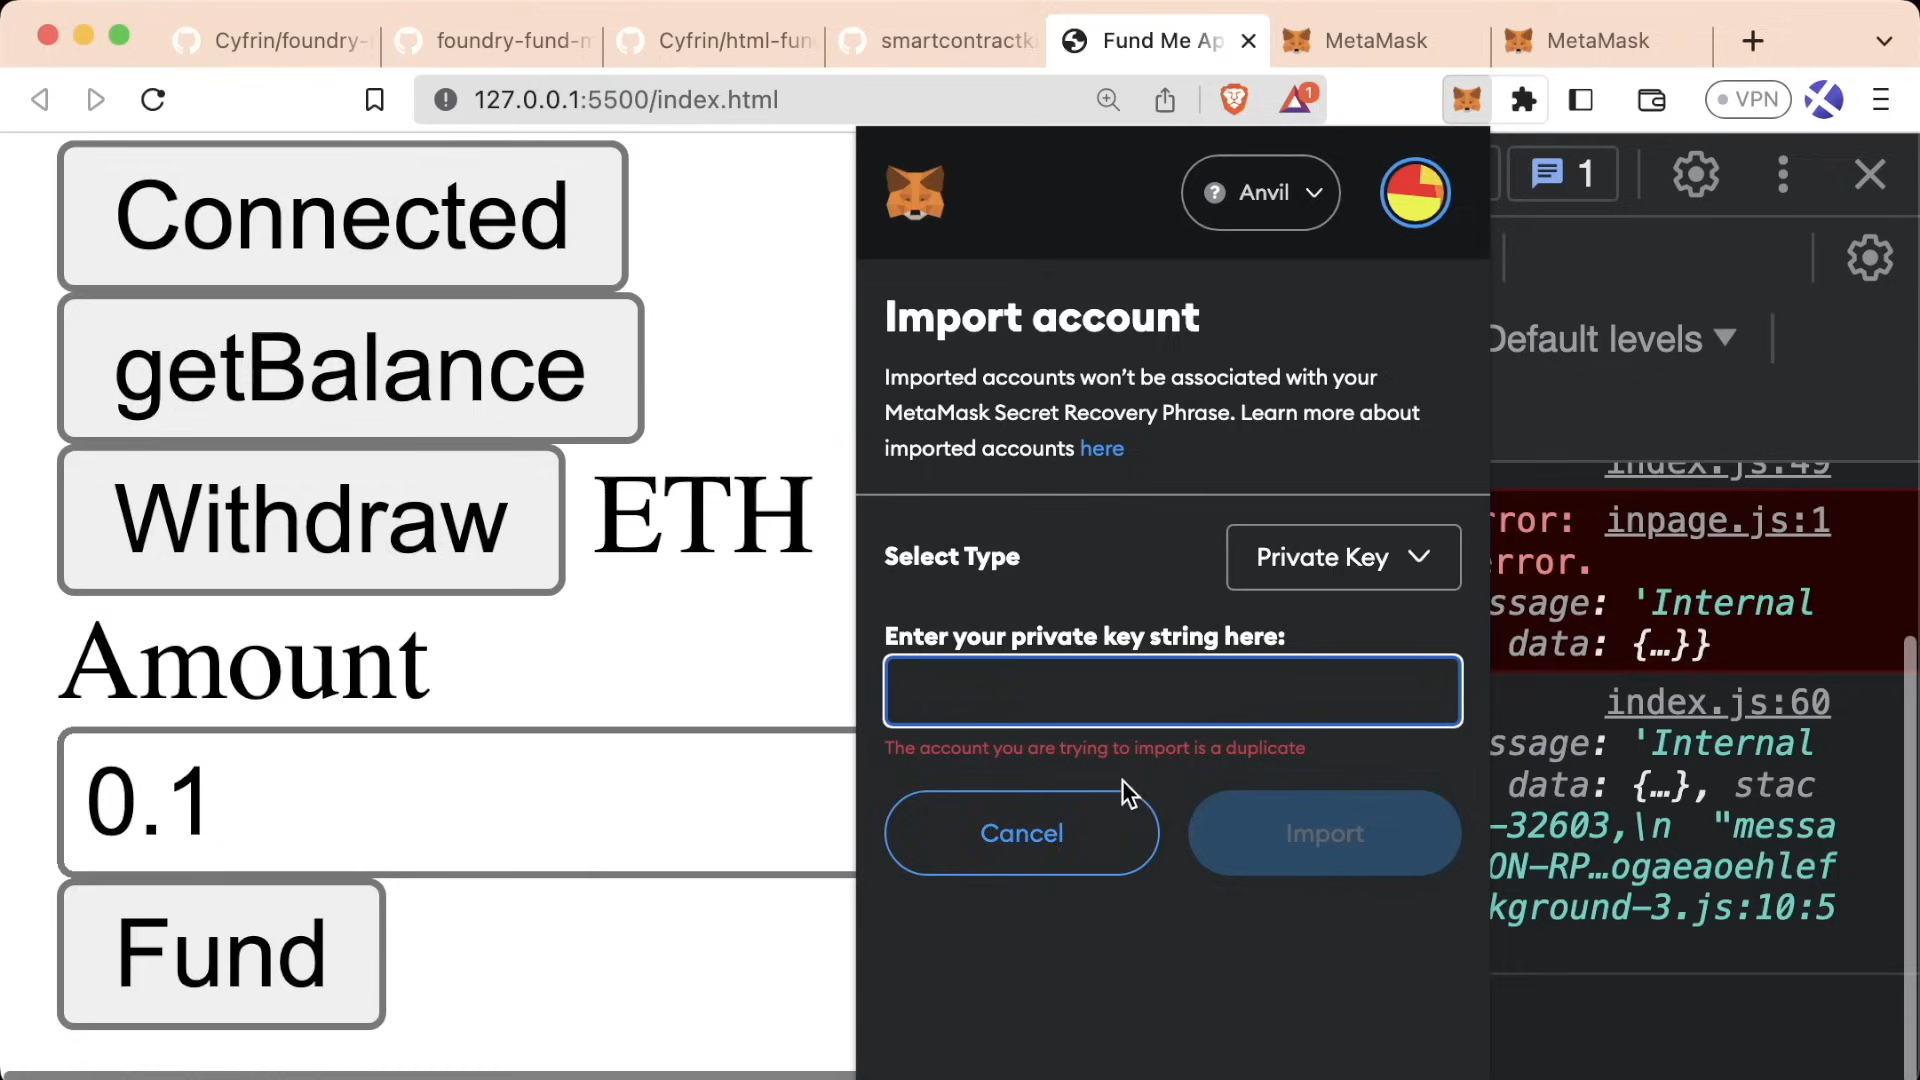 Cyfrin/foundry-
foundry-fund-m
Cyfrin/html-fun
smartcontractki
Fund Me Ap
MetaMask
MetaMask
127.0.0.1:5500/index.html
1
VPN
Connected
getBalance
Withdraw
ETH
Amount
0.1
Fund
Anvil
Import account
Imported accounts won't be associated with your
MetaMask Secret Recovery Phrase. Learn more about
imported accounts here
Select Type
Private Key
Enter your private key string here:
The account you are trying to import is a duplicate
Cancel
Import
1
Default levels
index.js:49
rror: inpage.js:1
rror.
ssage: 'Internal
data: {…}}
index.js:60
ssage: 'Internal
data: {…}, stac
-32603,\n "messa
ON-RP…ogaeaoehlef
kground-3.js:10:5